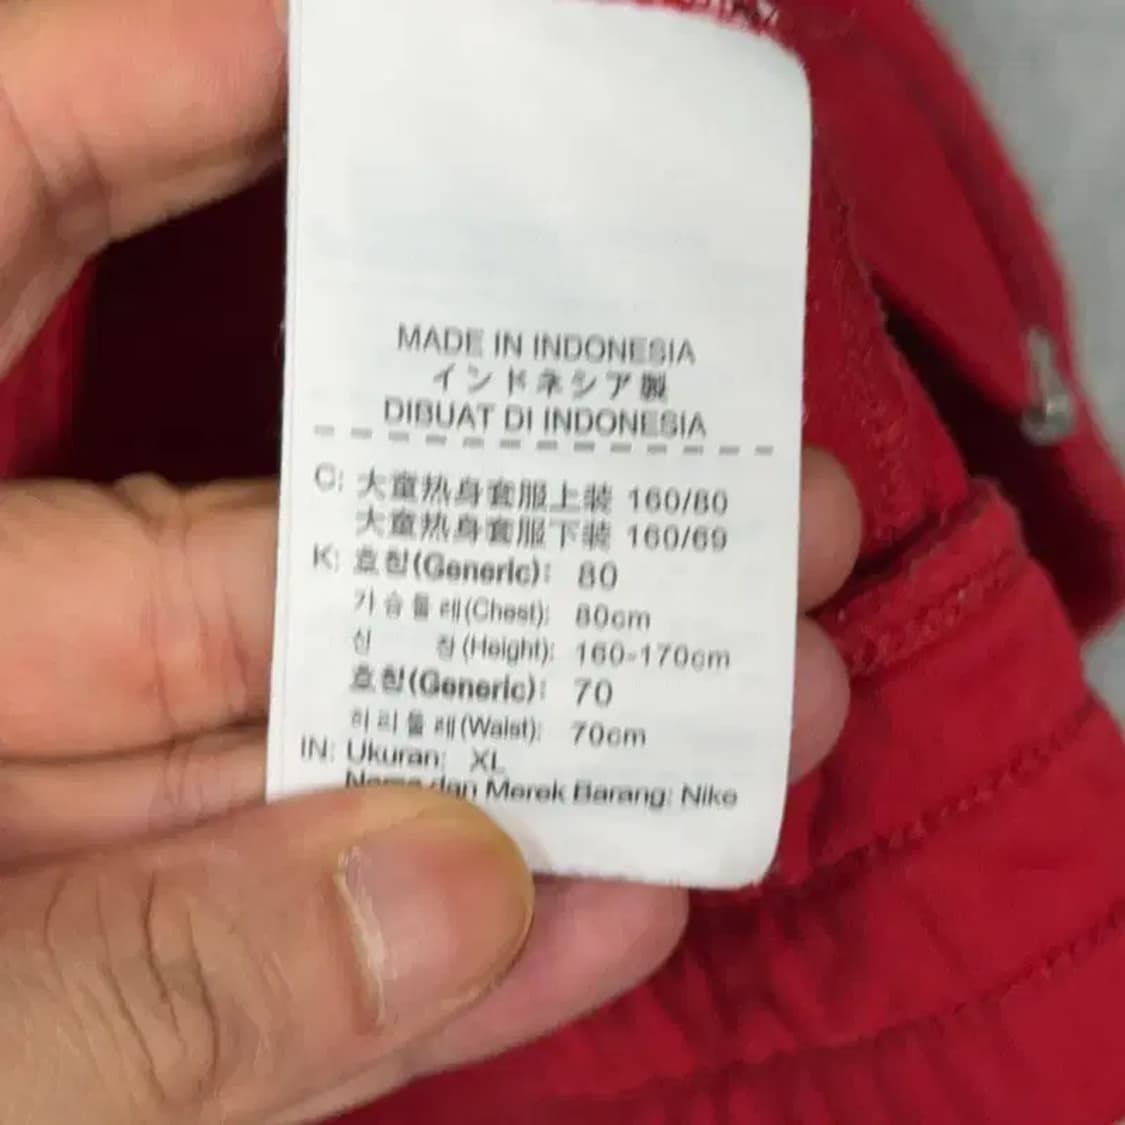 MADE IN INDONESIA
インドネシア製
DIBUAT DI INDONESIA
C: 大童热身套服上装 160/80
大童热身套服下装 160/69
K: 호칭(Generic): 80
가슴둘레(Chest): 80cm
신 장(Height): 160-170cm
호칭(Generic): 70
허리둘레(Waist): 70cm
IN: Ukuran: XL
Nama dan Merek Barang: Nike